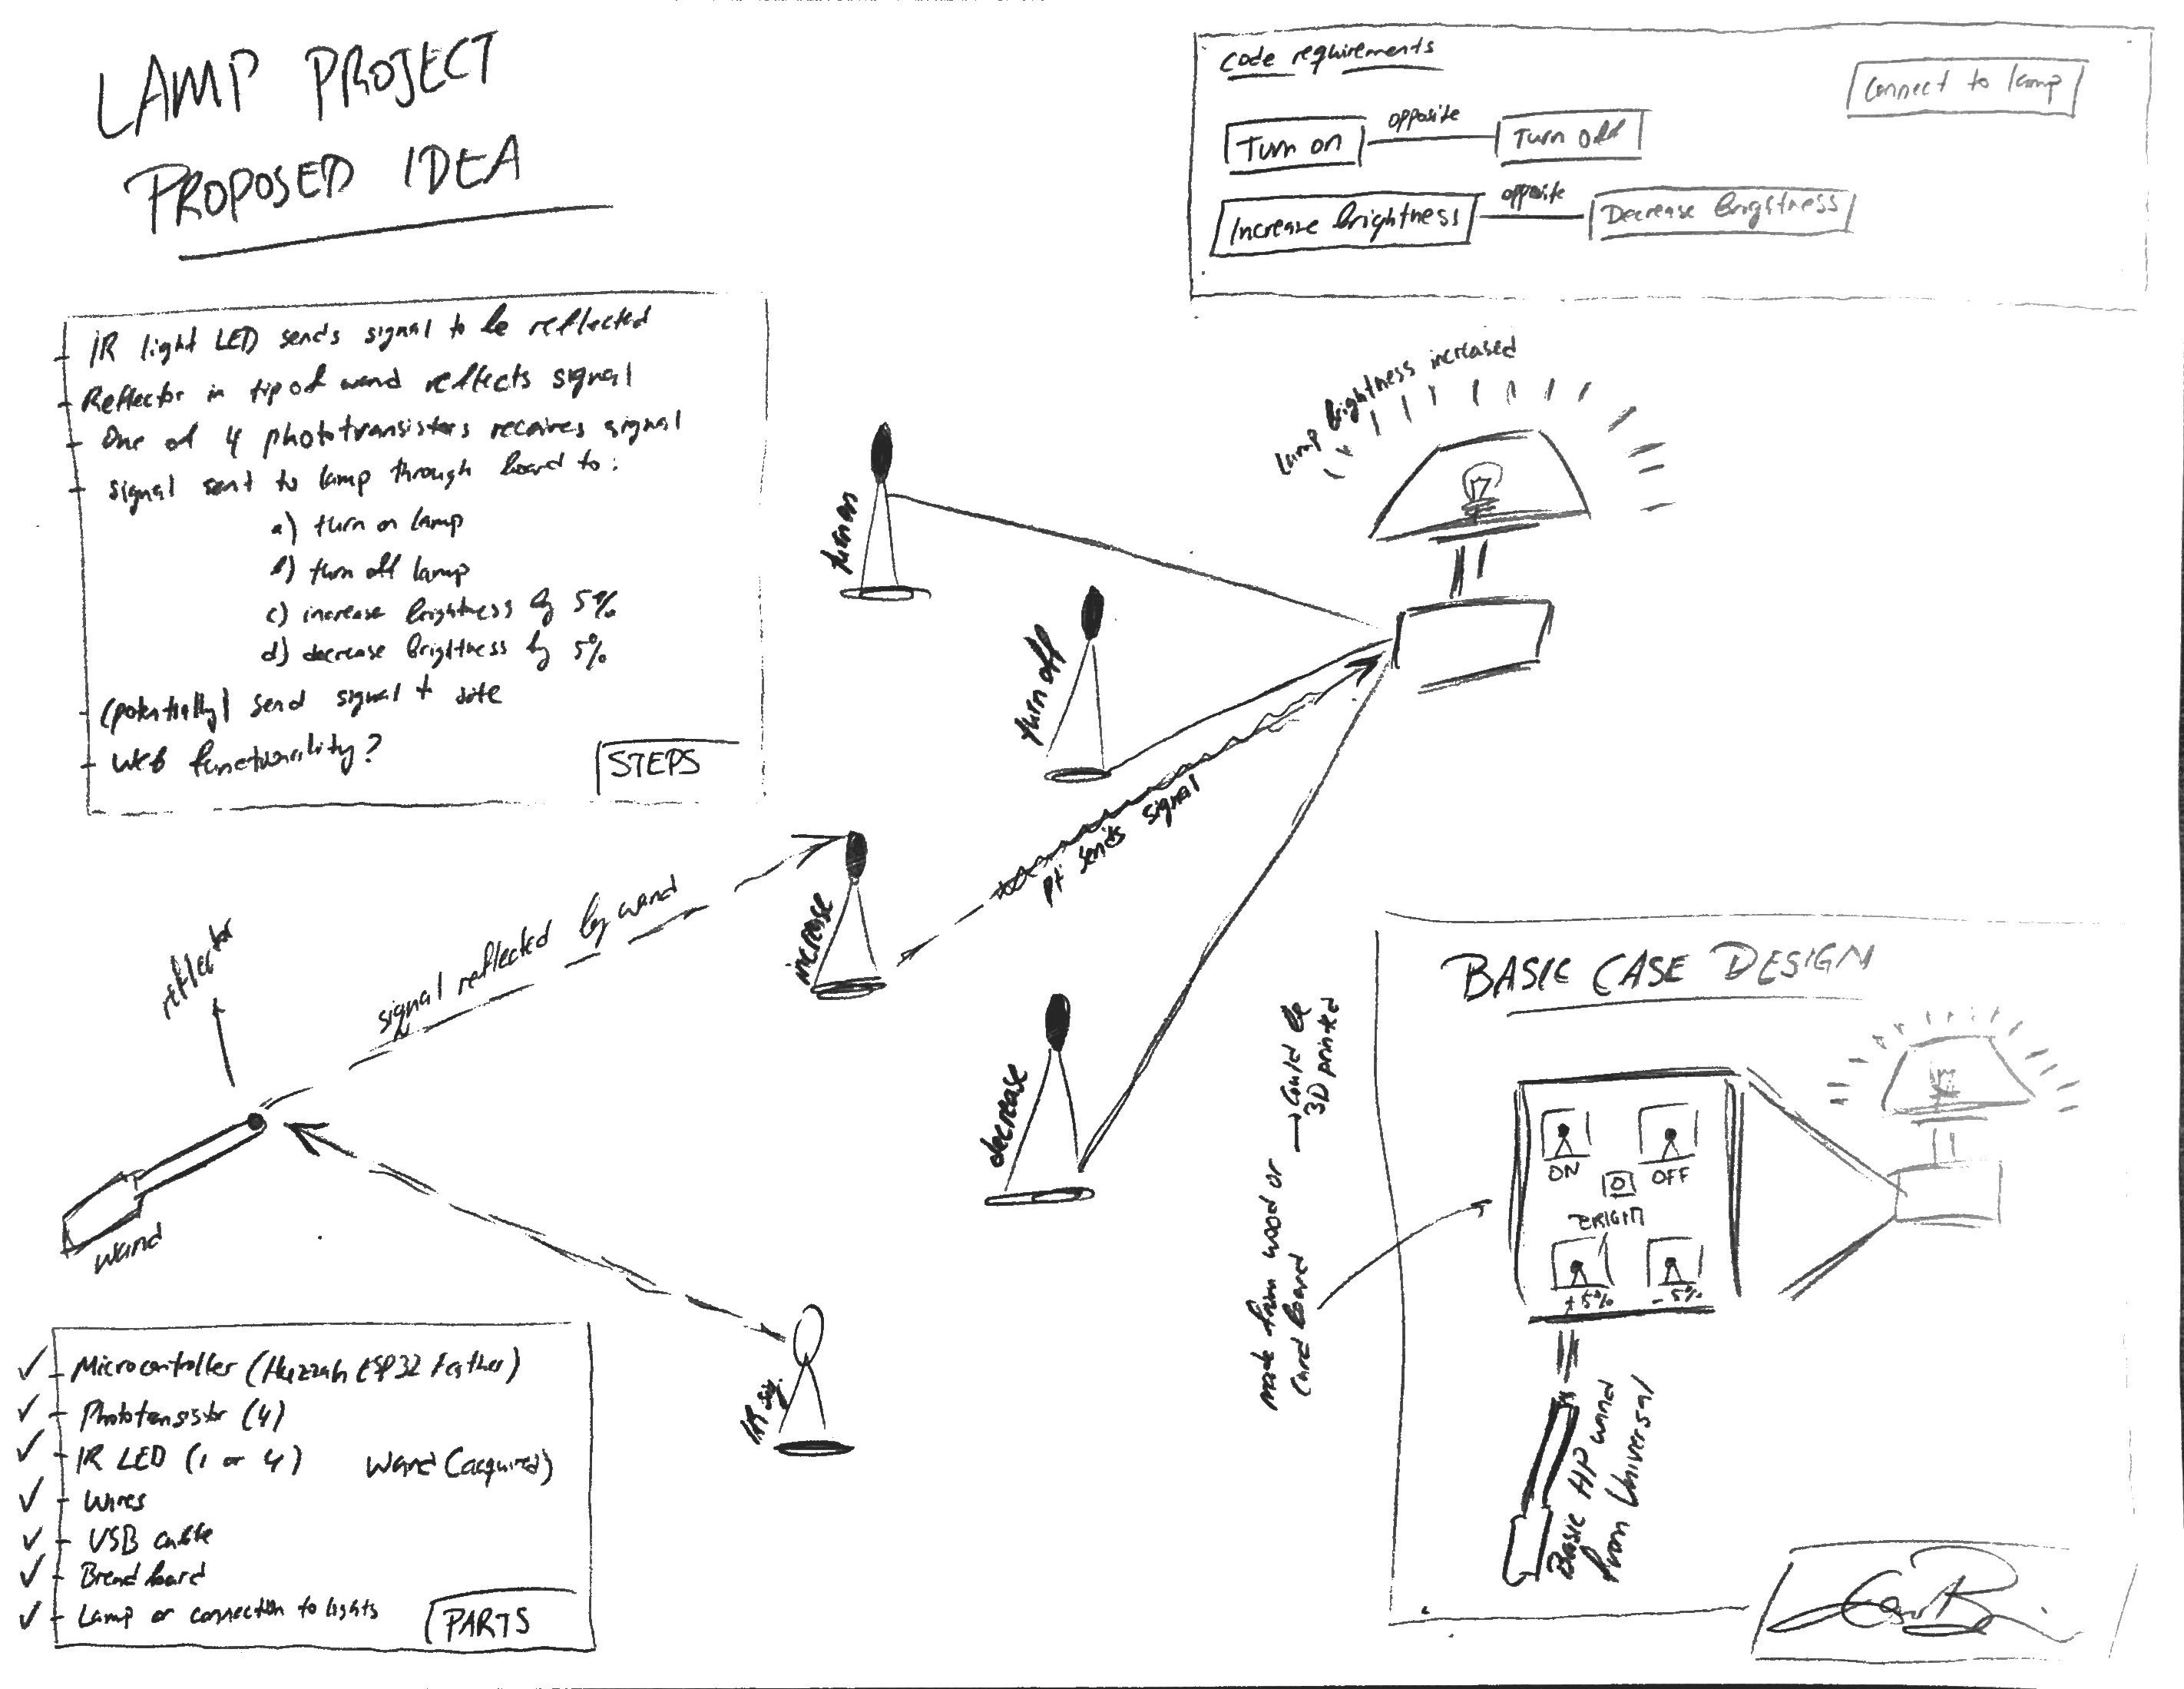 LAMP PROJECT
PROPOSED IDEA
Code requirements
Connect to lamp
Turn on
opposite
Turn off
Increase brightness
opposite
Decrease Brightness
- IR light LED sends signal to be reflected
- Reflector in tip of wand reflects signal
- One of 4 phototransistors receives signal
- signal sent to lamp through board to:
a) turn on lamp
b) turn off lamp
c) increase brightness by 5%
d) decrease brightness by 5%
- (potentially) send signal to site
- Web functionality?
STEPS
Lamp brightness increased
turn on
turn off
increase
decrease
pt sends signal
signal reflected by wand
reflector
wand
IR sig.
✓ - Microcontroller (Huzzah ESP32 Feather)
✓ - Phototransistor (4)
✓ - IR LED (1 or 4)
Wand (acquired)
✓ - Wires
✓ - USB cable
✓ - Bread board
✓ - Lamp or connection to lights
PARTS
BASIC CASE DESIGN
made from wood or
Card board
→ Could be
3D printed
ON
OFF
+5%
-5%
Basic HP wand
from Universal